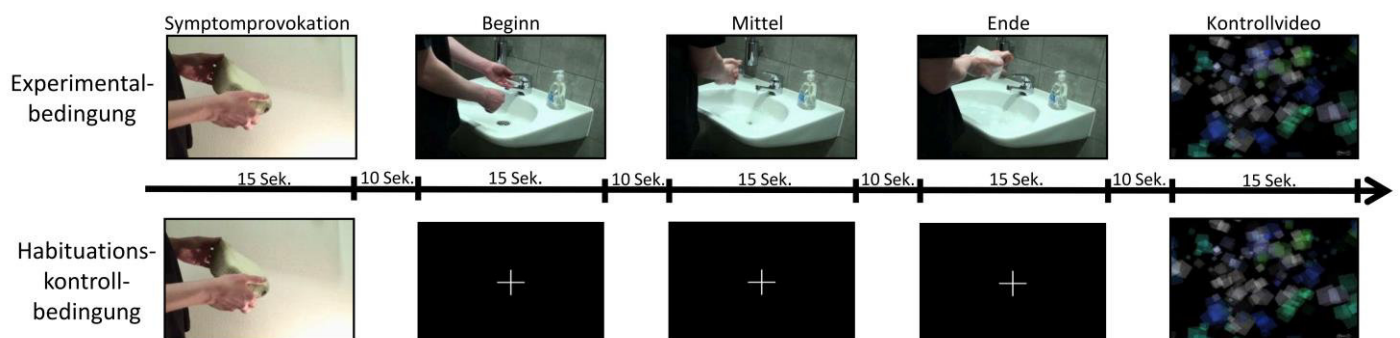 Symptomprovokation
Beginn
Mittel
Ende
Kontrollvideo
Experimental-
bedingung
15 Sek.
10 Sek.
15 Sek.
10 Sek.
15 Sek.
10 Sek.
15 Sek.
10 Sek.
15 Sek.
Habituations-
kontroll-
bedingung